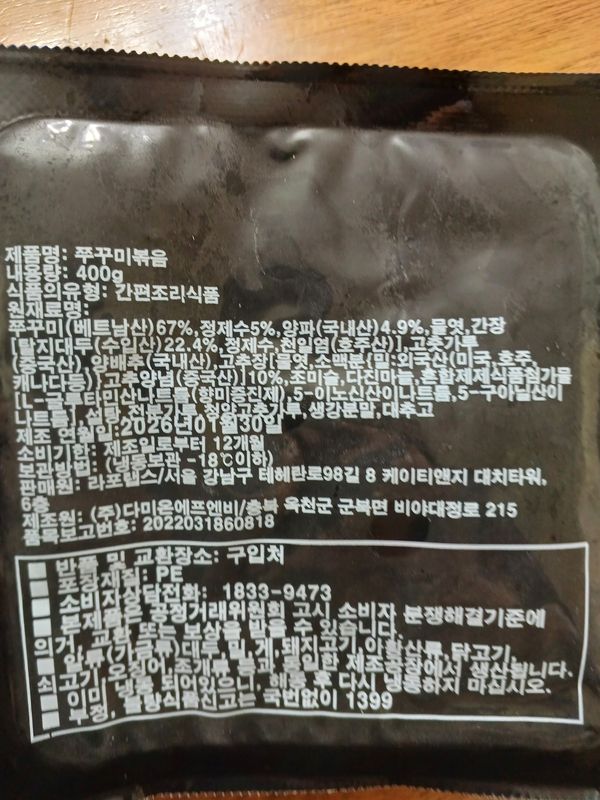 제품명: 쭈꾸미볶음
내용량: 400g
식품의유형: 간편조리식품
원재료명:
쭈꾸미(베트남산)67%,정제수5%,양파(국내산)4.9%,물엿,간장
[탈지대두(수입산)22.4%,정제수,천일염(호주산)],고춧가루
(중국산), 양배추(국내산),고추장[물엿,소맥분{밀:외국산(미국,호주,
캐나다등)}고추양념(중국산)]10%,조미술,다진마늘,혼합제제식품첨가물
[L-글루타민산나트륨(향미증진제),5-이노신산이나트륨,5-구아닐산이
나트륨], 설탕,전분가루,청양고춧가루,생강분말,대추고
제조 연월일:2026년01월30일
소비기한: 제조일로부터 12개월
보관방법: (냉동보관 -18℃이하)
판매원: 라포탈스/서울 강남구 테헤란로98길 8 케이티앤지 대치타워,
6층
제조원: (주)다미온에프엔비/충북 옥천군 군북면 비야대정로 215
품목보고번호: 2022031860818
■ 반품 및 교환장소: 구입처
■ 포장재질: PE
■ 소비자상담전화: 1833-9473
■ 본제품은 공정거래위원회 고시 소비자 분쟁해결기준에
의거, 교환 또는 보상을 받을 수 있습니다.
■ 알류(가금류)대두,밀,게,돼지고기,아황산류,닭고기,
쇠고기,오징어,조개류 등과 동일한 제조공장에서 생산됩니다.
■ 이미 냉동 되어있으니, 해동 후 다시 냉동하지 마십시오.
■ 부정, 불량식품신고는 국번없이 1399